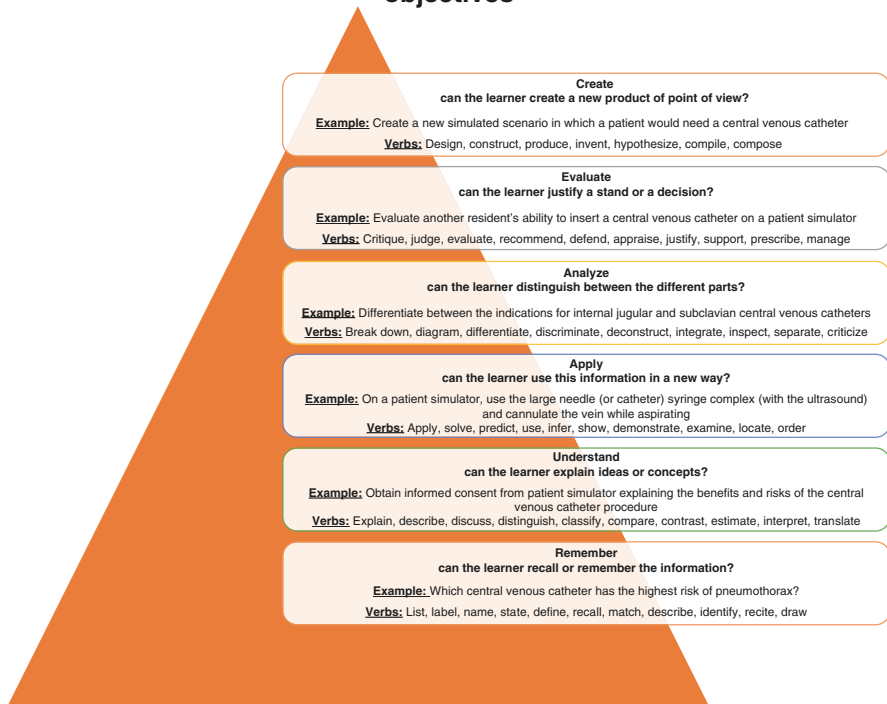 objectives
Create
can the learner create a new product of point of view?
Example: Create a new simulated scenario in which a patient would need a central venous catheter
Verbs: Design, construct, produce, invent, hypothesize, compile, compose
Evaluate
can the learner justify a stand or a decision?
Example: Evaluate another resident's ability to insert a central venous catheter on a patient simulator
Verbs: Critique, judge, evaluate, recommend, defend, appraise, justify, support, prescribe, manage
Analyze
can the learner distinguish between the different parts?
Example: Differentiate between the indications for internal jugular and subclavian central venous catheters
Verbs: Break down, diagram, differentiate, discriminate, deconstruct, integrate, inspect, separate, criticize
Apply
can the learner use this information in a new way?
Example: On a patient simulator, use the large needle (or catheter) syringe complex (with the ultrasound)
and cannulate the vein while aspirating
Verbs: Apply, solve, predict, use, infer, show, demonstrate, examine, locate, order
Understand
can the learner explain ideas or concepts?
Example: Obtain informed consent from patient simulator explaining the benefits and risks of the central
venous catheter procedure
Verbs: Explain, describe, discuss, distinguish, classify, compare, contrast, estimate, interpret, translate
Remember
can the learner recall or remember the information?
Example: Which central venous catheter has the highest risk of pneumothorax?
Verbs: List, label, name, state, define, recall, match, describe, identify, recite, draw